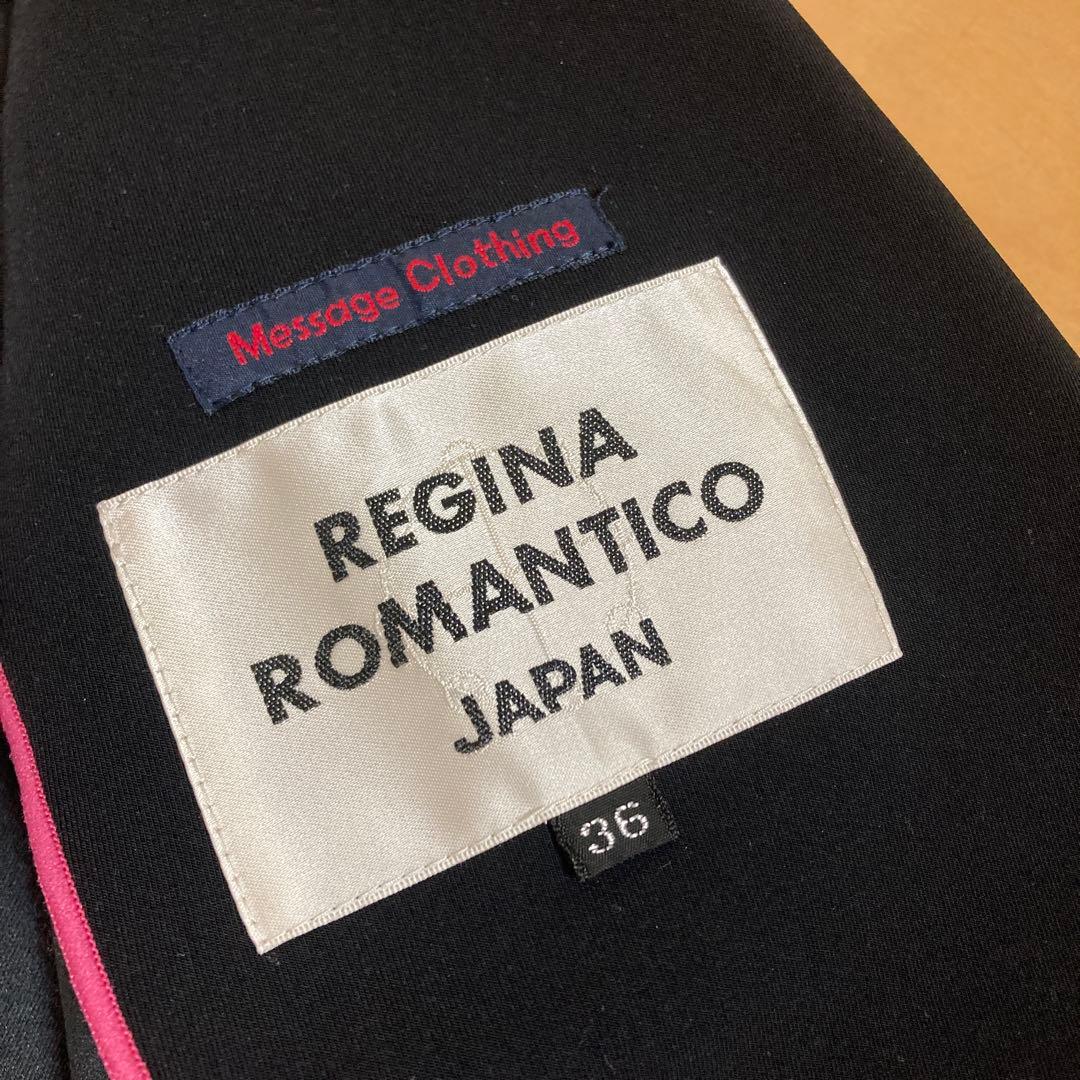 Message Clothing
REGINA
ROMANTICO
JAPAN
36